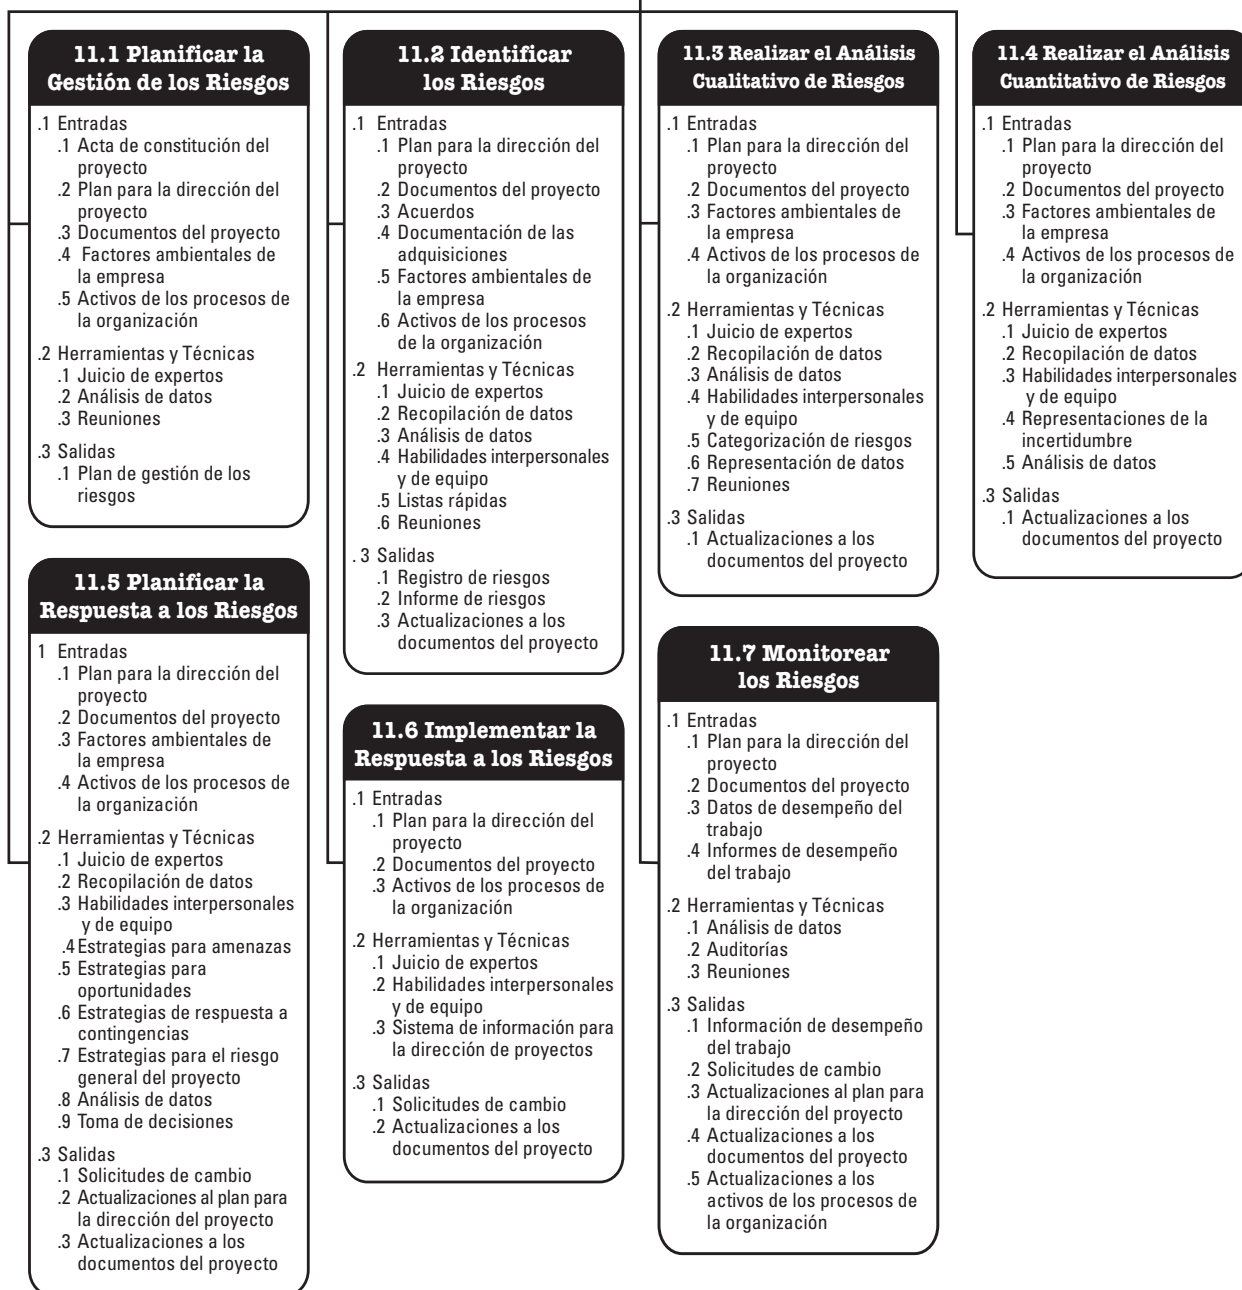 11.1 Planificar la
Gestión de los Riesgos
.1 Entradas
.1 Acta de constitución del
proyecto
.2 Plan para la dirección del
proyecto
.3 Documentos del proyecto
.4 Factores ambientales de
la empresa
.5 Activos de los procesos de
la organización
.2 Herramientas y Técnicas
.1 Juicio de expertos
.2 Análisis de datos
.3 Reuniones
.3 Salidas
.1 Plan de gestión de los
riesgos
11.2 Identificar
los Riesgos
.1 Entradas
.1 Plan para la dirección del
proyecto
.2 Documentos del proyecto
.3 Acuerdos
.4 Documentación de las
adquisiciones
.5 Factores ambientales de
la empresa
.6 Activos de los procesos
de la organización
.2 Herramientas y Técnicas
.1 Juicio de expertos
.2 Recopilación de datos
.3 Análisis de datos
.4 Habilidades interpersonales
y de equipo
.5 Listas rápidas
.6 Reuniones
. 3 Salidas
.1 Registro de riesgos
.2 Informe de riesgos
.3 Actualizaciones a los
documentos del proyecto
11.3 Realizar el Análisis
Cualitativo de Riesgos
.1 Entradas
.1 Plan para la dirección del
proyecto
.2 Documentos del proyecto
.3 Factores ambientales de
la empresa
.4 Activos de los procesos de
la organización
.2 Herramientas y Técnicas
.1 Juicio de expertos
.2 Recopilación de datos
.3 Análisis de datos
.4 Habilidades interpersonales
y de equipo
.5 Categorización de riesgos
.6 Representación de datos
.7 Reuniones
.3 Salidas
.1 Actualizaciones a los
documentos del proyecto
11.4 Realizar el Análisis
Cuantitativo de Riesgos
.1 Entradas
.1 Plan para la dirección del
proyecto
.2 Documentos del proyecto
.3 Factores ambientales de
la empresa
.4 Activos de los procesos de
la organización
.2 Herramientas y Técnicas
.1 Juicio de expertos
.2 Recopilación de datos
.3 Habilidades interpersonales
y de equipo
.4 Representaciones de la
incertidumbre
.5 Análisis de datos
.3 Salidas
.1 Actualizaciones a los
documentos del proyecto
11.5 Planificar la
Respuesta a los Riesgos
1 Entradas
.1 Plan para la dirección del
proyecto
.2 Documentos del proyecto
.3 Factores ambientales de
la empresa
.4 Activos de los procesos de
la organización
.2 Herramientas y Técnicas
.1 Juicio de expertos
.2 Recopilación de datos
.3 Habilidades interpersonales
y de equipo
.4 Estrategias para amenazas
.5 Estrategias para
oportunidades
.6 Estrategias de respuesta a
contingencias
.7 Estrategias para el riesgo
general del proyecto
.8 Análisis de datos
.9 Toma de decisiones
.3 Salidas
.1 Solicitudes de cambio
.2 Actualizaciones al plan para
la dirección del proyecto
.3 Actualizaciones a los
documentos del proyecto
11.6 Implementar la
Respuesta a los Riesgos
.1 Entradas
.1 Plan para la dirección del
proyecto
.2 Documentos del proyecto
.3 Activos de los procesos de
la organización
.2 Herramientas y Técnicas
.1 Juicio de expertos
.2 Habilidades interpersonales
y de equipo
.3 Sistema de información para
la dirección de proyectos
.3 Salidas
.1 Solicitudes de cambio
.2 Actualizaciones a los
documentos del proyecto
11.7 Monitorear
los Riesgos
.1 Entradas
.1 Plan para la dirección del
proyecto
.2 Documentos del proyecto
.3 Datos de desempeño del
trabajo
.4 Informes de desempeño
del trabajo
.2 Herramientas y Técnicas
.1 Análisis de datos
.2 Auditorías
.3 Reuniones
.3 Salidas
.1 Información de desempeño
del trabajo
.2 Solicitudes de cambio
.3 Actualizaciones al plan para
la dirección del proyecto
.4 Actualizaciones a los
documentos del proyecto
.5 Actualizaciones a los
activos de los procesos de
la organización